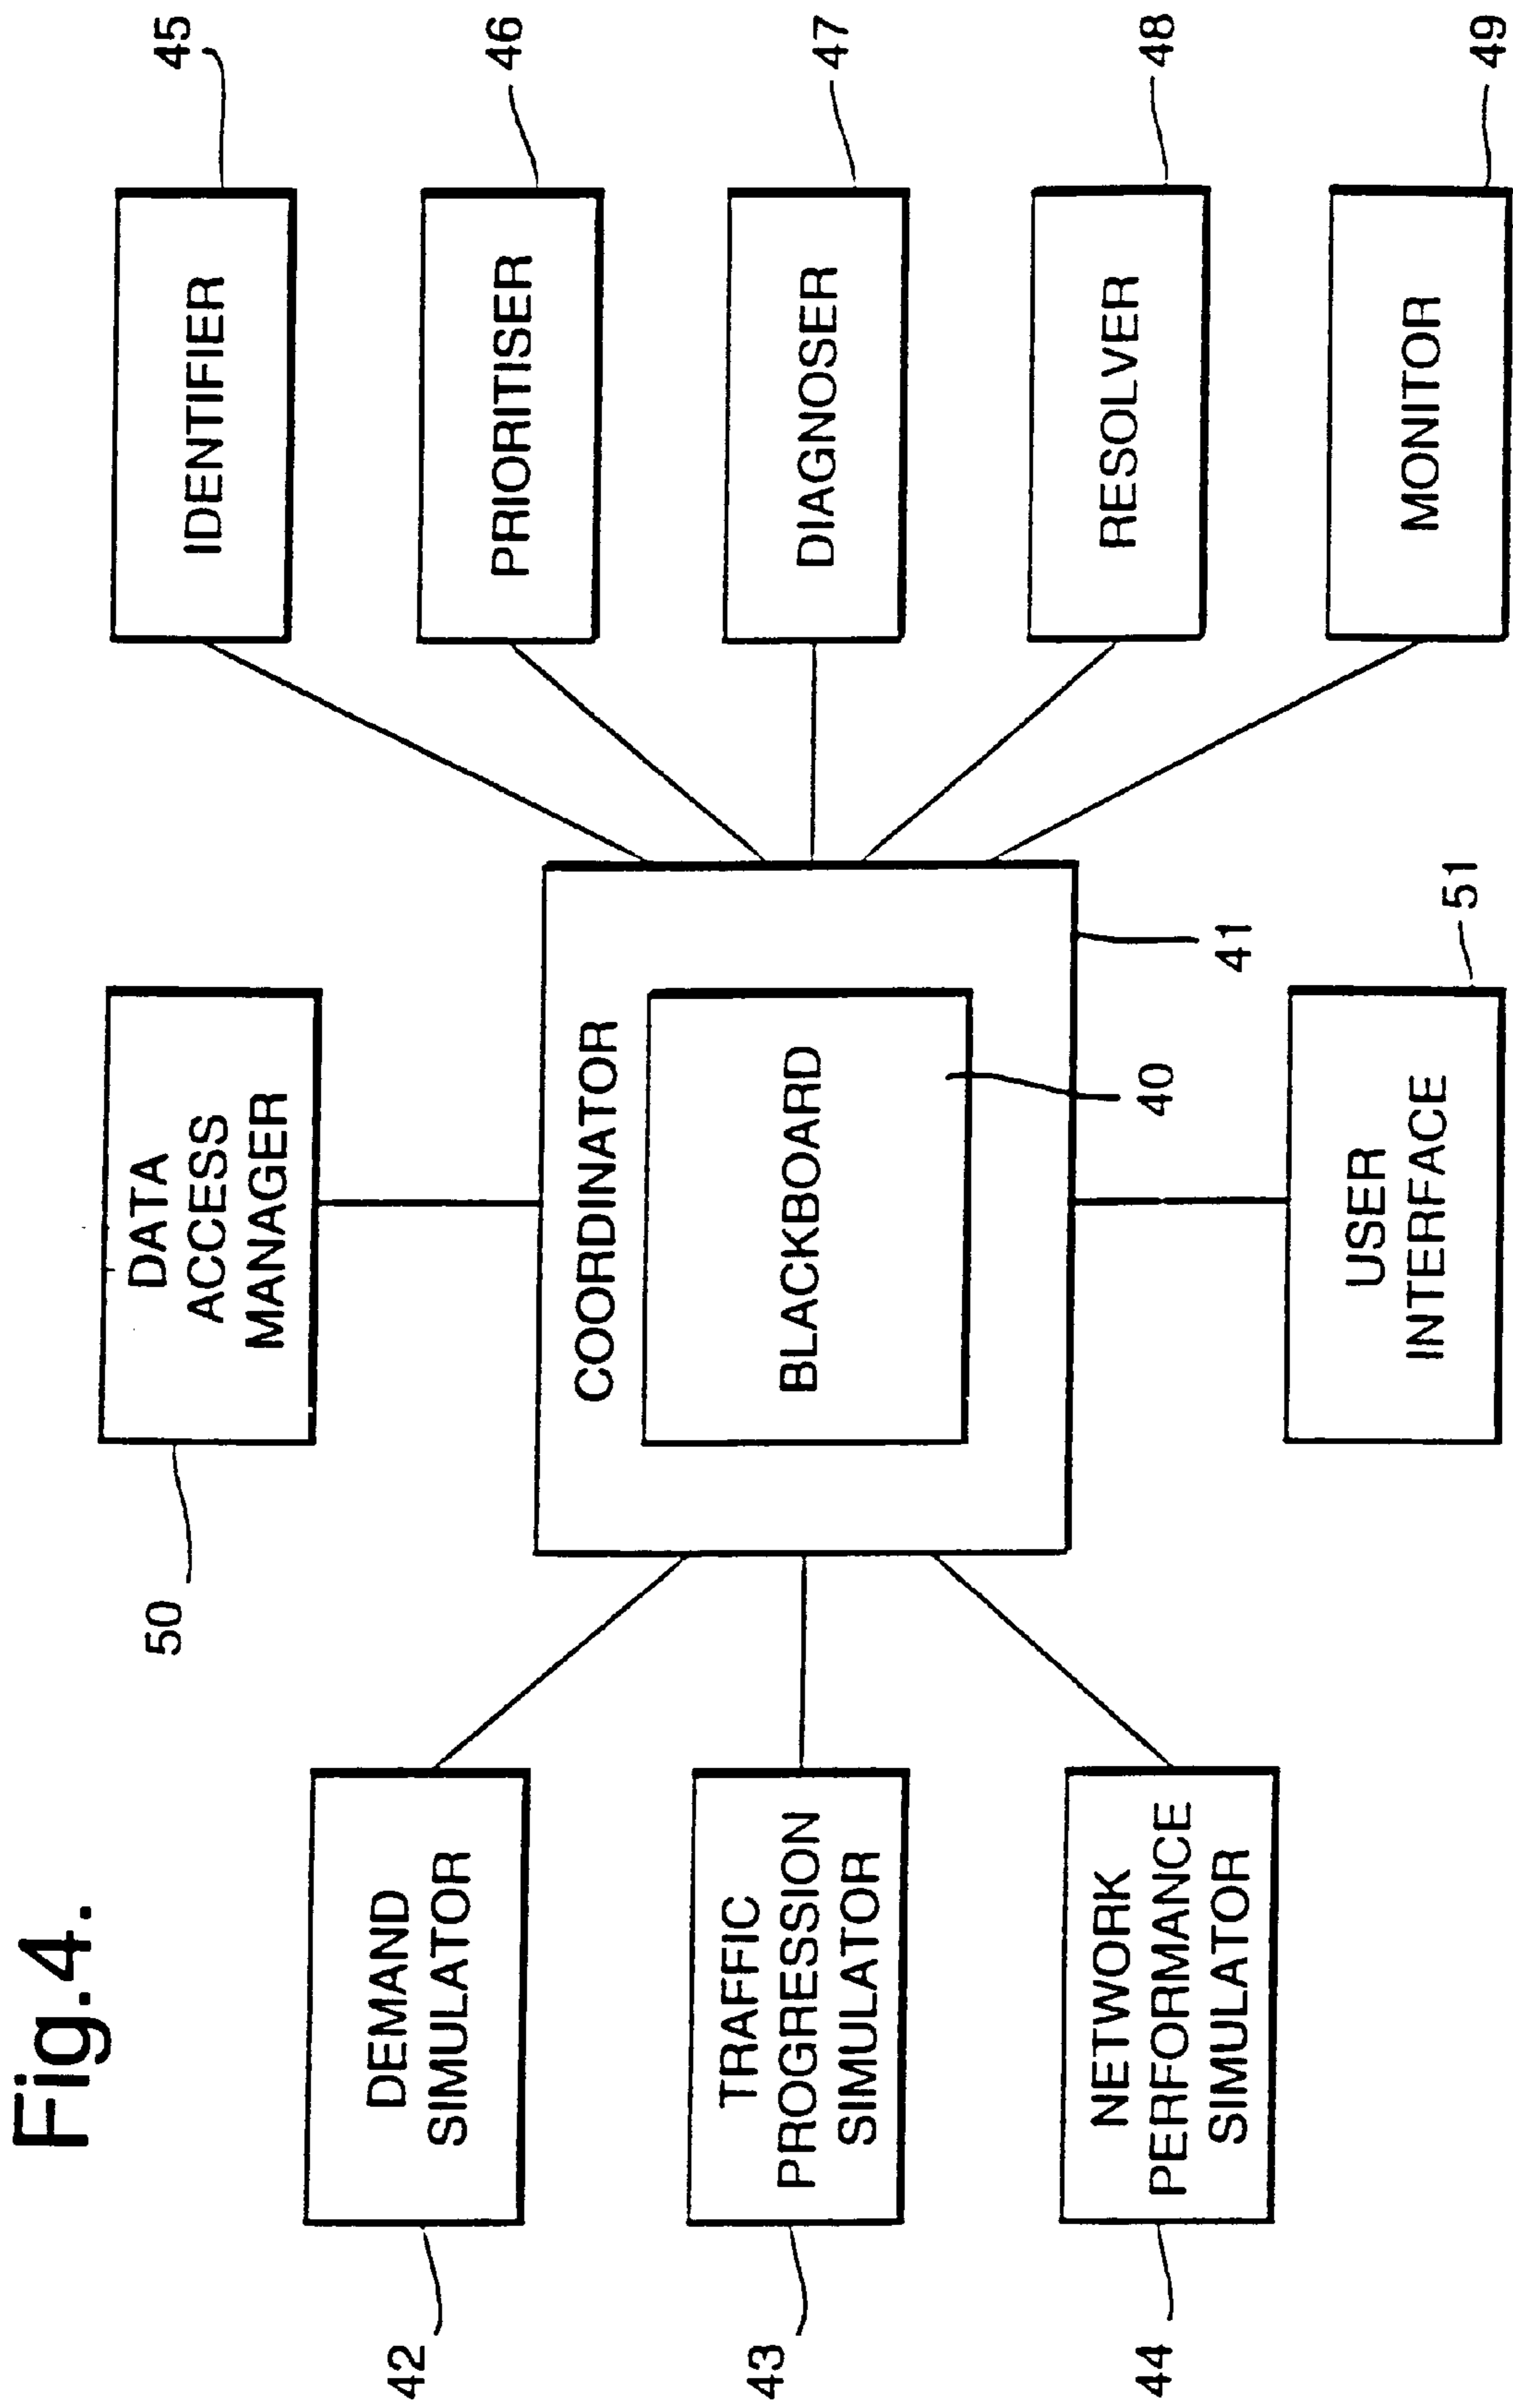 Fig.4.
50
DATA
ACCESS
MANAGER
45
IDENTIFIER
42
DEMAND
SIMULATOR
46
PRIORITISER
COORDINATOR
43
TRAFFIC
PROGRESSION
SIMULATOR
BLACKBOARD
47
DIAGNOSER
40
48
RESOLVER
44
NETWORK
PERFORMANCE
SIMULATOR
41
51
USER
INTERFACE
49
MONITOR